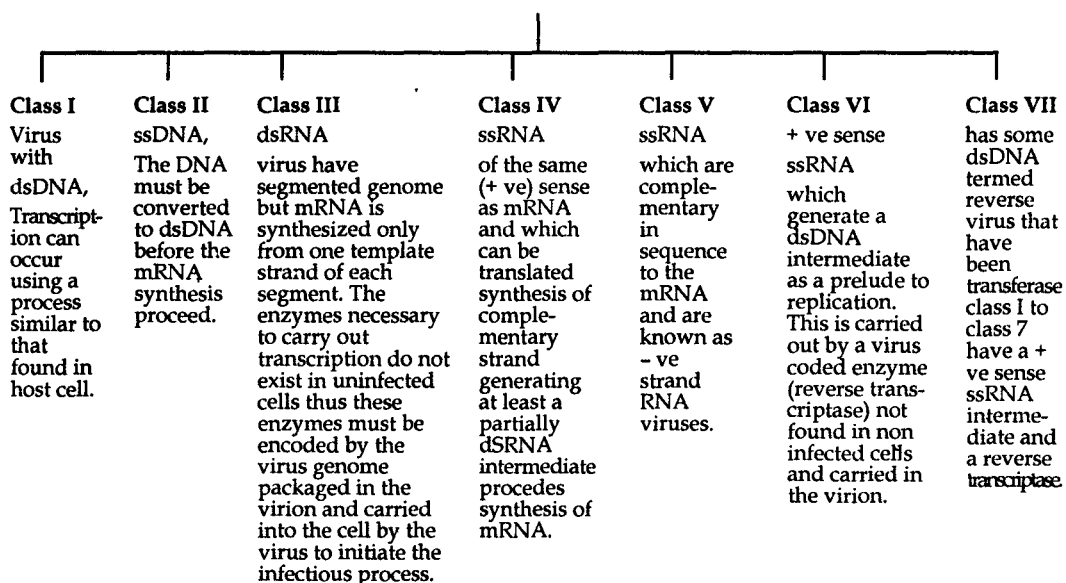 Class I
Virus
with
dsDNA,
Transcript-
ion can
occur
using a
process
similar to
that
found in
host cell.
Class II
ssDNA,
The DNA
must be
converted
to dsDNA
before the
mRNA
synthesis
proceed.
Class III
dsRNA
virus have
segmented genome
but mRNA is
synthesized only
from one template
strand of each
segment. The
enzymes necessary
to carry out
transcription do not
exist in uninfected
cells thus these
enzymes must be
encoded by the
virus genome
packaged in the
virion and carried
into the cell by the
virus to initiate the
infectious process.
Class IV
ssRNA
of the same
(+ ve) sense
as mRNA
and which
can be
translated
synthesis of
comple-
mentary
strand
generating
at least a
partially
dSRNA
intermediate
procedes
synthesis of
mRNA.
Class V
ssRNA
which are
comple-
mentary
in
sequence
to the
mRNA
and are
known as
– ve
strand
RNA
viruses.
Class VI
+ ve sense
ssRNA
which
generate a
dsDNA
intermediate
as a prelude to
replication.
This is carried
out by a virus
coded enzyme
(reverse trans-
criptase) not
found in non
infected cells
and carried in
the virion.
Class VII
has some
dsDNA
termed
reverse
virus that
have
been
transferase
class I to
class 7
have a +
ve sense
ssRNA
interme-
diate and
a reverse
transcriptase.